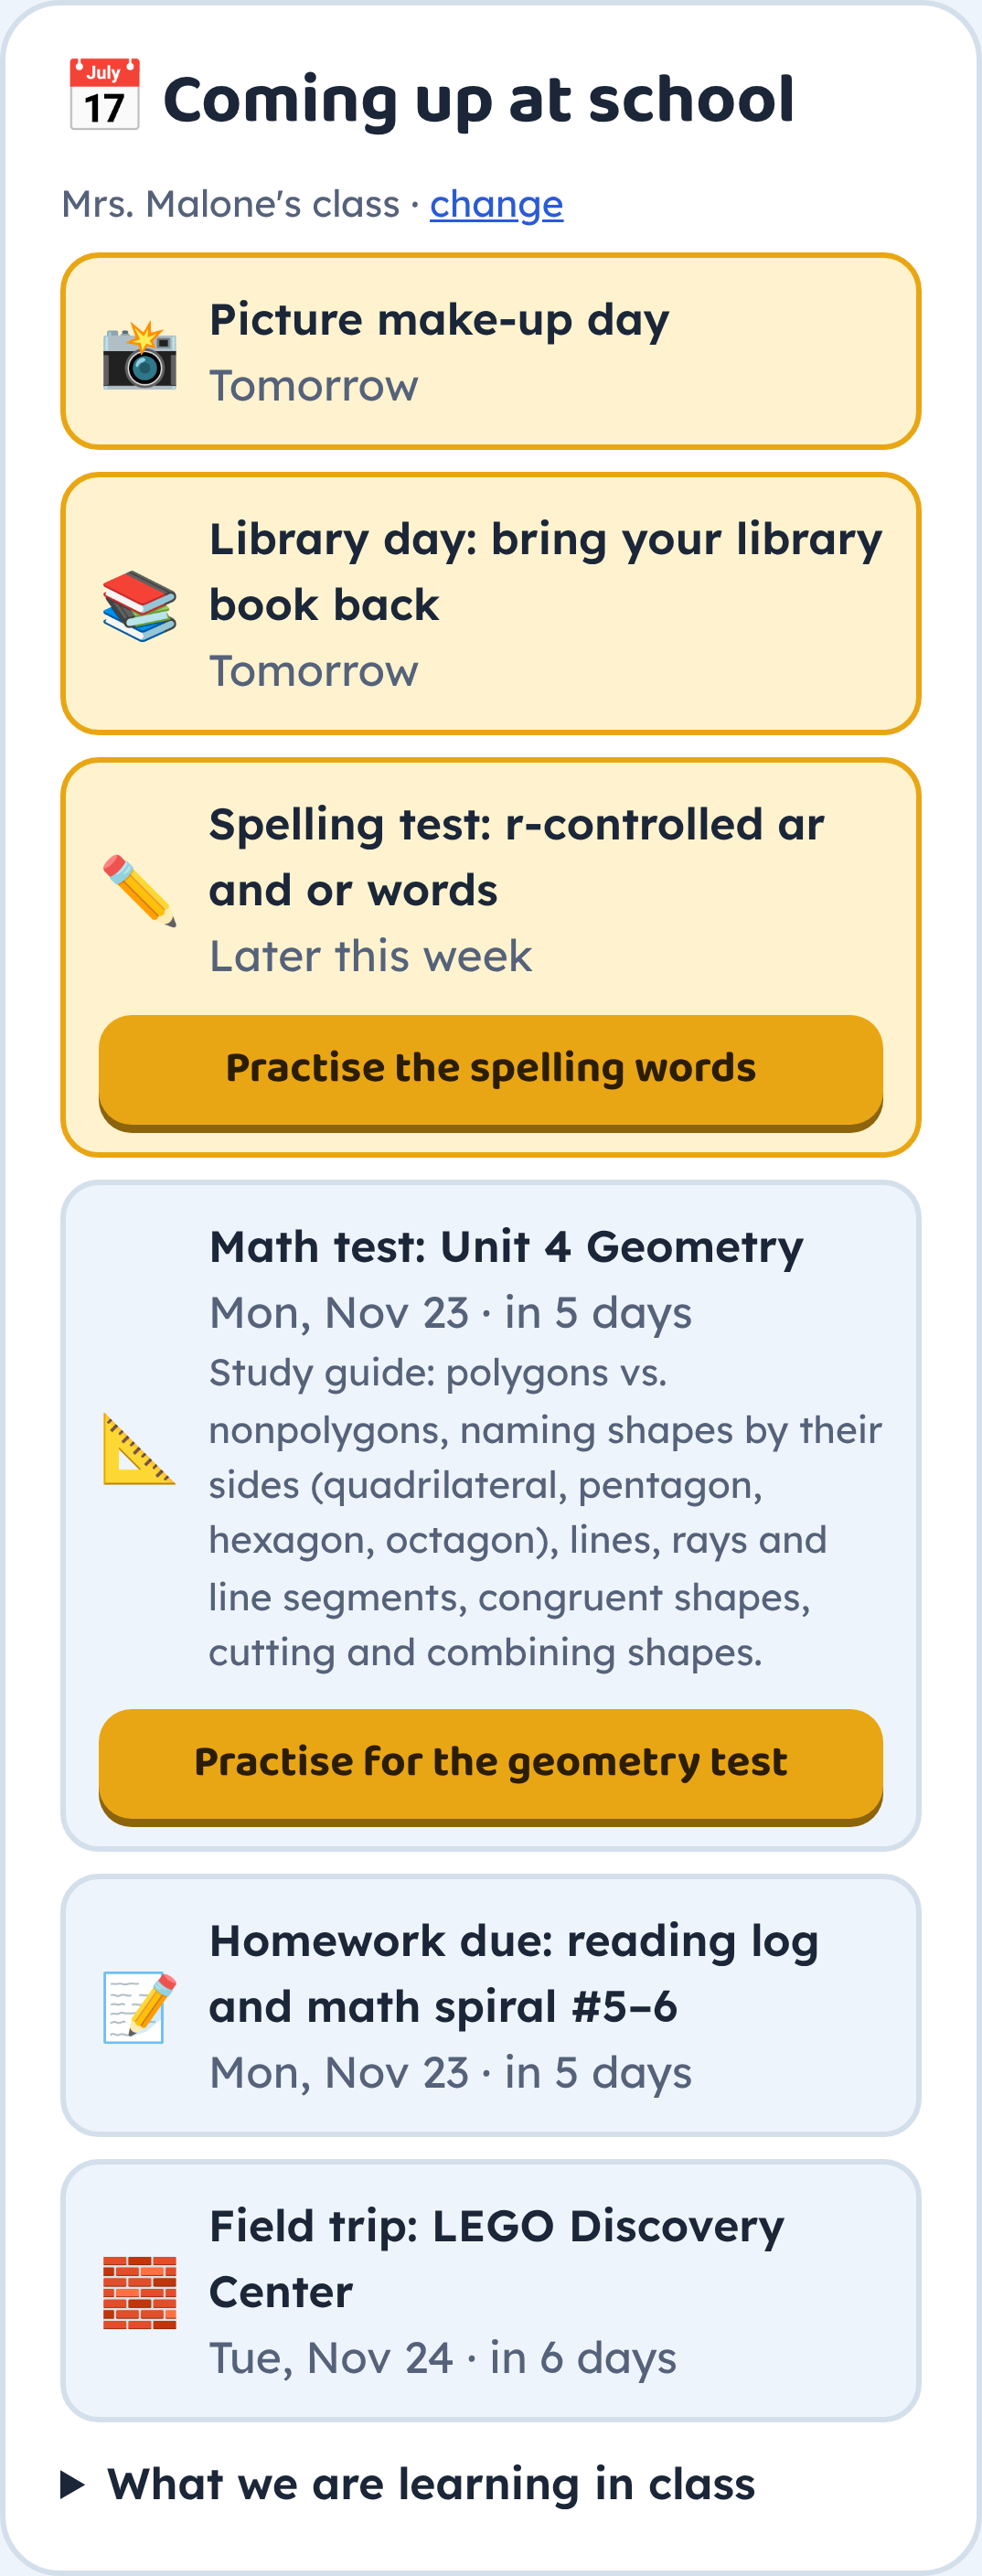 July
17
Coming up at school
Mrs. Malone's class · change
Picture make-up day
Tomorrow
Library day: bring your library
book back
Tomorrow
Spelling test: r-controlled ar
and or words
Later this week
Practise the spelling words
Math test: Unit 4 Geometry
Mon, Nov 23 · in 5 days
Study guide: polygons vs.
nonpolygons, naming shapes by their
sides (quadrilateral, pentagon,
hexagon, octagon), lines, rays and
line segments, congruent shapes,
cutting and combining shapes.
Practise for the geometry test
Homework due: reading log
and math spiral #5–6
Mon, Nov 23 · in 5 days
Field trip: LEGO Discovery
Center
Tue, Nov 24 · in 6 days
What we are learning in class